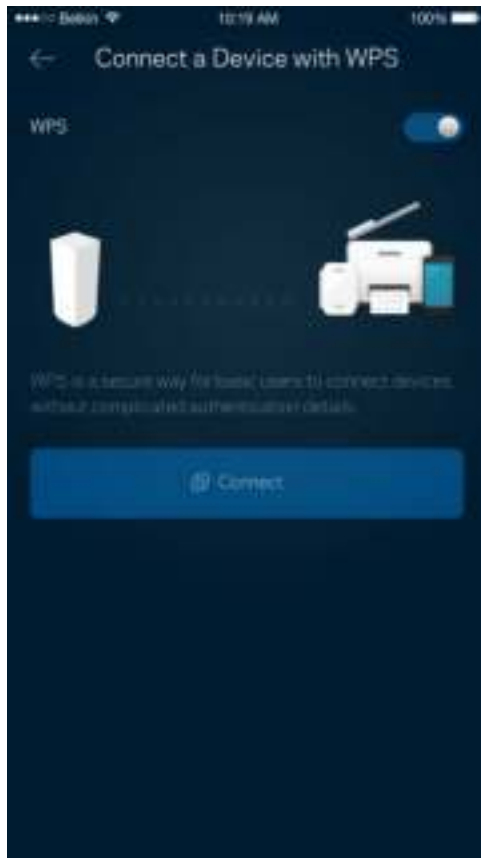 Belkin 10:19 AM 100%
Connect a Device with WPS
WPS
WPS is a secure way for basic users to connect devices
without complicated authentication details.
Connect